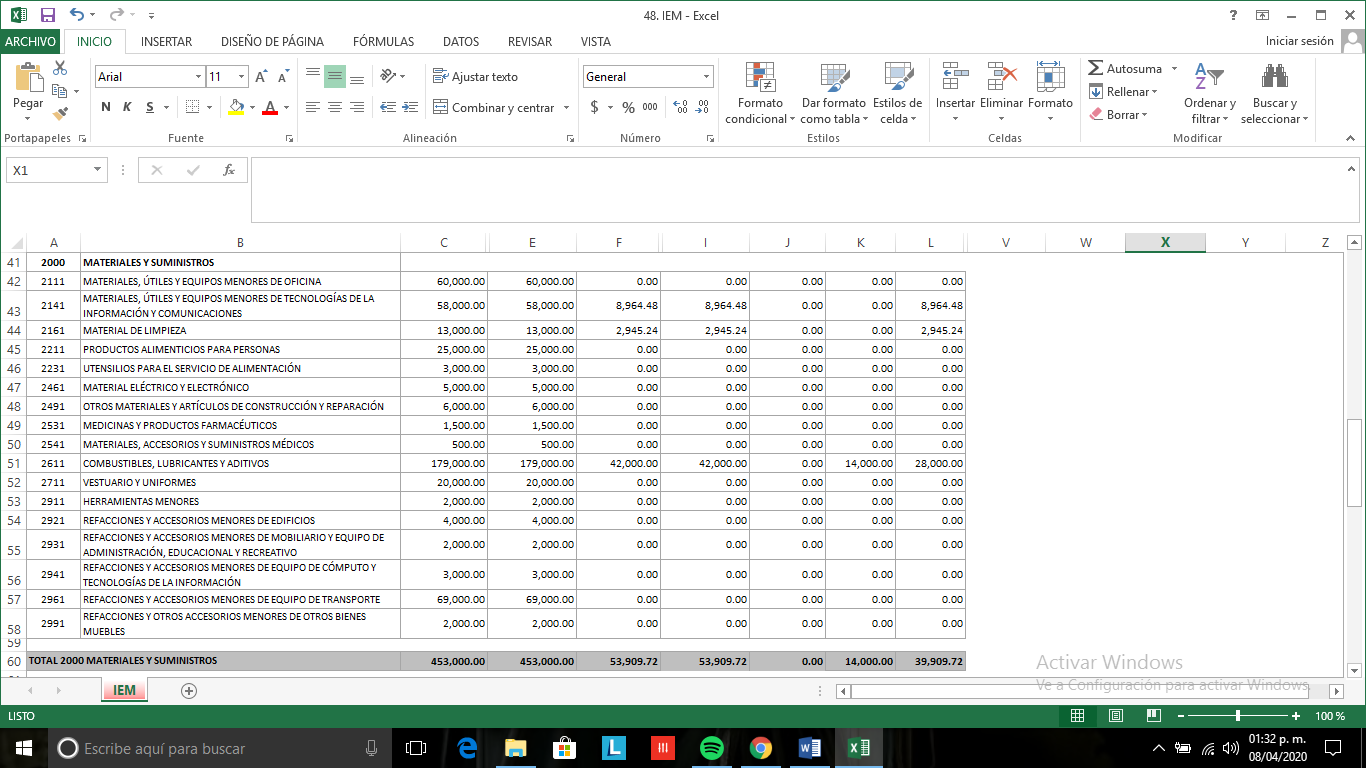 48. IEM - Excel
?
ARCHIVO INICIO INSERTAR DISEÑO DE PÁGINA FÓRMULAS DATOS REVISAR VISTA Iniciar sesión
Pegar
Arial 11
N K S
Ajustar texto
Combinar y centrar
General
$ % 000
Formato condicional
Dar formato como tabla
Estilos de celda
Insertar Eliminar Formato
Autosuma
Rellenar
Borrar
Ordenar y filtrar
Buscar y seleccionar
Portapapeles Fuente Alineación Número Estilos Celdas Modificar
X1 fx
A B C E F I J K L V W X Y Z
41 2000 MATERIALES Y SUMINISTROS
42 2111 MATERIALES, ÚTILES Y EQUIPOS MENORES DE OFICINA 60,000.00 60,000.00 0.00 0.00 0.00 0.00 0.00
MATERIALES, ÚTILES Y EQUIPOS MENORES DE TECNOLOGÍAS DE LA
43 2141 INFORMACIÓN Y COMUNICACIONES 58,000.00 58,000.00 8,964.48 8,964.48 0.00 0.00 8,964.48
44 2161 MATERIAL DE LIMPIEZA 13,000.00 13,000.00 2,945.24 2,945.24 0.00 0.00 2,945.24
45 2211 PRODUCTOS ALIMENTICIOS PARA PERSONAS 25,000.00 25,000.00 0.00 0.00 0.00 0.00 0.00
46 2231 UTENSILIOS PARA EL SERVICIO DE ALIMENTACIÓN 3,000.00 3,000.00 0.00 0.00 0.00 0.00 0.00
47 2461 MATERIAL ELÉCTRICO Y ELECTRÓNICO 5,000.00 5,000.00 0.00 0.00 0.00 0.00 0.00
48 2491 OTROS MATERIALES Y ARTÍCULOS DE CONSTRUCCIÓN Y REPARACIÓN 6,000.00 6,000.00 0.00 0.00 0.00 0.00 0.00
49 2531 MEDICINAS Y PRODUCTOS FARMACÉUTICOS 1,500.00 1,500.00 0.00 0.00 0.00 0.00 0.00
50 2541 MATERIALES, ACCESORIOS Y SUMINISTROS MÉDICOS 500.00 500.00 0.00 0.00 0.00 0.00 0.00
51 2611 COMBUSTIBLES, LUBRICANTES Y ADITIVOS 179,000.00 179,000.00 42,000.00 42,000.00 0.00 14,000.00 28,000.00
52 2711 VESTUARIO Y UNIFORMES 20,000.00 20,000.00 0.00 0.00 0.00 0.00 0.00
53 2911 HERRAMIENTAS MENORES 2,000.00 2,000.00 0.00 0.00 0.00 0.00 0.00
54 2921 REFACCIONES Y ACCESORIOS MENORES DE EDIFICIOS 4,000.00 4,000.00 0.00 0.00 0.00 0.00 0.00
REFACCIONES Y ACCESORIOS MENORES DE MOBILIARIO Y EQUIPO DE
55 2931 ADMINISTRACIÓN, EDUCACIONAL Y RECREATIVO 2,000.00 2,000.00 0.00 0.00 0.00 0.00 0.00
REFACCIONES Y ACCESORIOS MENORES DE EQUIPO DE CÓMPUTO Y
56 2941 TECNOLOGÍAS DE LA INFORMACIÓN 3,000.00 3,000.00 0.00 0.00 0.00 0.00 0.00
57 2961 REFACCIONES Y ACCESORIOS MENORES DE EQUIPO DE TRANSPORTE 69,000.00 69,000.00 0.00 0.00 0.00 0.00 0.00
REFACCIONES Y OTROS ACCESORIOS MENORES DE OTROS BIENES
58 2991 MUEBLES 2,000.00 2,000.00 0.00 0.00 0.00 0.00 0.00
59
60 TOTAL 2000 MATERIALES Y SUMINISTROS 453,000.00 453,000.00 53,909.72 53,909.72 0.00 14,000.00 39,909.72
Activar Windows
Ve a Configuración para activar Windows.
IEM
LISTO 100 %
Escribe aquí para buscar
01:32 p. m.
08/04/2020